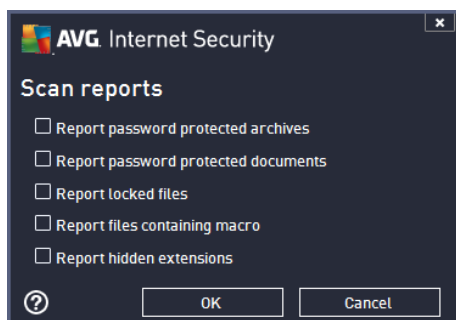 AVG. Internet Security
x
Scan reports
Report password protected archives
Report password protected documents
Report locked files
Report files containing macro
Report hidden extensions
? OK Cancel